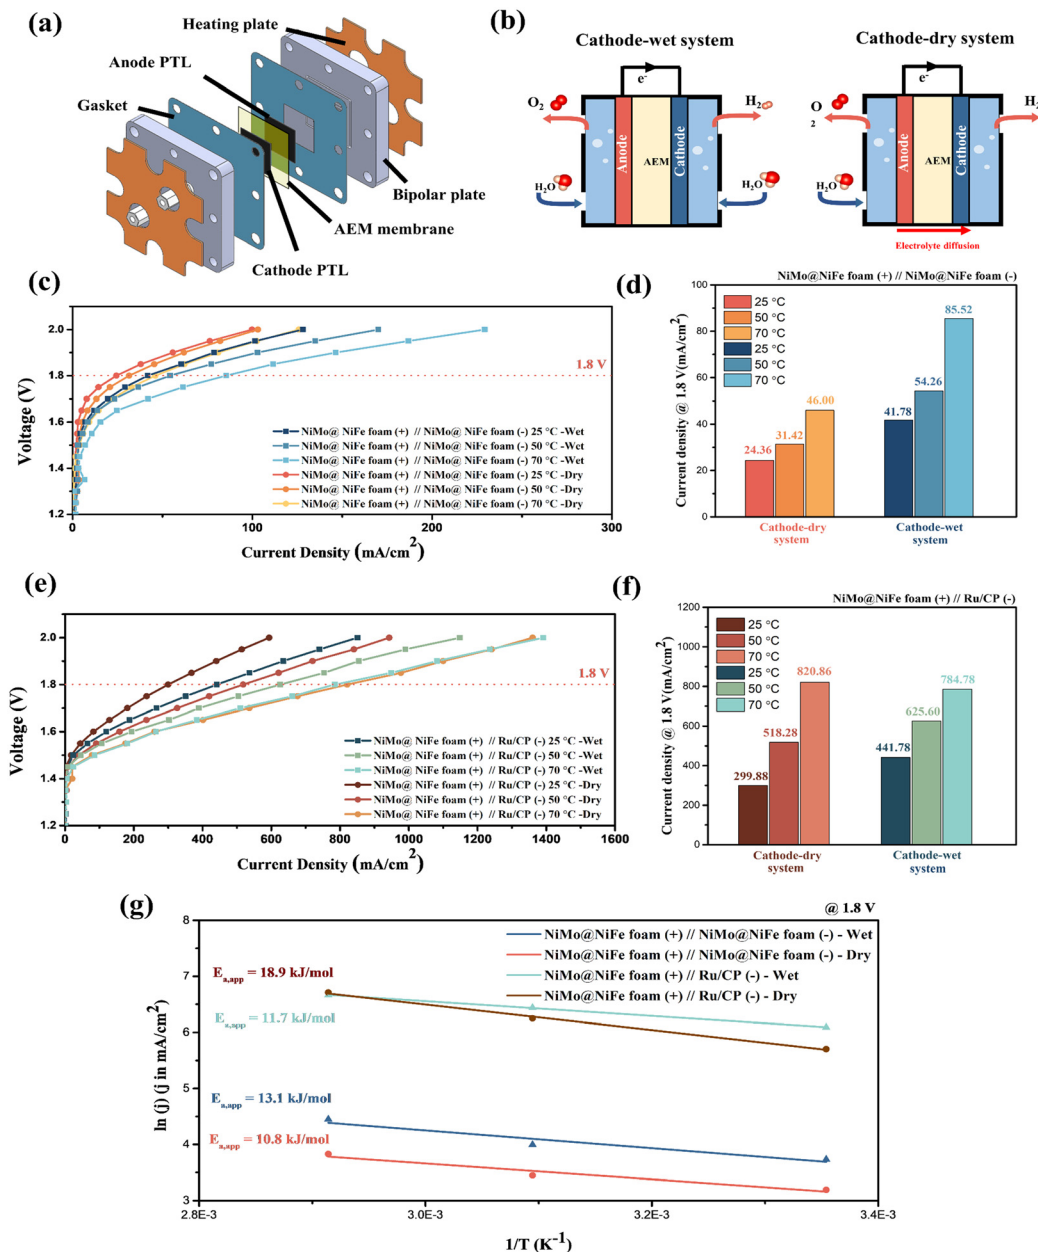 (a)
Heating plate
Anode PTL
Gasket
Bipolar plate
AEM membrane
Cathode PTL
(b)
Cathode-wet system
e-
O2
H2
Anode
AEM
Cathode
H2O
H2O
Cathode-dry system
e-
O
2
H
Anode
AEM
Cathode
H2O
Electrolyte diffusion
(c)
2.0
1.8
1.6
1.4
1.2
Voltage (V)
1.8 V
NiMo@ NiFe foam (+) // NiMo@ NiFe foam (-) 25 °C -Wet
NiMo@ NiFe foam (+) // NiMo@ NiFe foam (-) 50 °C -Wet
NiMo@ NiFe foam (+) // NiMo@ NiFe foam (-) 70 °C -Wet
NiMo@ NiFe foam (+) // NiMo@ NiFe foam (-) 25 °C -Dry
NiMo@ NiFe foam (+) // NiMo@ NiFe foam (-) 50 °C -Dry
NiMo@ NiFe foam (+) // NiMo@ NiFe foam (-) 70 °C -Dry
0 100 200 300
Current Density (mA/cm2)
(d)
NiMo@NiFe foam (+) // NiMo@NiFe foam (-)
100
80
60
40
20
0
Current density @ 1.8 V(mA/cm2)
25 °C
50 °C
70 °C
25 °C
50 °C
70 °C
24.36
31.42
46.00
41.78
54.26
85.52
Cathode-dry
system
Cathode-wet
system
(e)
2.0
1.8
1.6
1.4
1.2
Voltage (V)
1.8 V
NiMo@ NiFe foam (+) // Ru/CP (-) 25 °C -Wet
NiMo@ NiFe foam (+) // Ru/CP (-) 50 °C -Wet
NiMo@ NiFe foam (+) // Ru/CP (-) 70 °C -Wet
NiMo@ NiFe foam (+) // Ru/CP (-) 25 °C -Dry
NiMo@ NiFe foam (+) // Ru/CP (-) 50 °C -Dry
NiMo@ NiFe foam (+) // Ru/CP (-) 70 °C -Dry
0 200 400 600 800 1000 1200 1400 1600
Current Density (mA/cm2)
(f)
NiMo@NiFe foam (+) // Ru/CP (-)
1200
1000
800
600
400
200
0
Current density @ 1.8 V(mA/cm2)
25 °C
50 °C
70 °C
25 °C
50 °C
70 °C
299.88
518.28
820.86
441.78
625.60
784.78
Cathode-dry
system
Cathode-wet
system
(g)
@ 1.8 V
8
7
6
5
4
3
ln (j) (j in mA/cm2)
NiMo@NiFe foam (+) // NiMo@NiFe foam (-) - Wet
NiMo@NiFe foam (+) // NiMo@NiFe foam (-) - Dry
NiMo@NiFe foam (+) // Ru/CP (-) - Wet
NiMo@NiFe foam (+) // Ru/CP (-) - Dry
Ea,app = 18.9 kJ/mol
Ea,app = 11.7 kJ/mol
Ea,app = 13.1 kJ/mol
Ea,app = 10.8 kJ/mol
2.8E-3 3.0E-3 3.2E-3 3.4E-3
1/T (K-1)